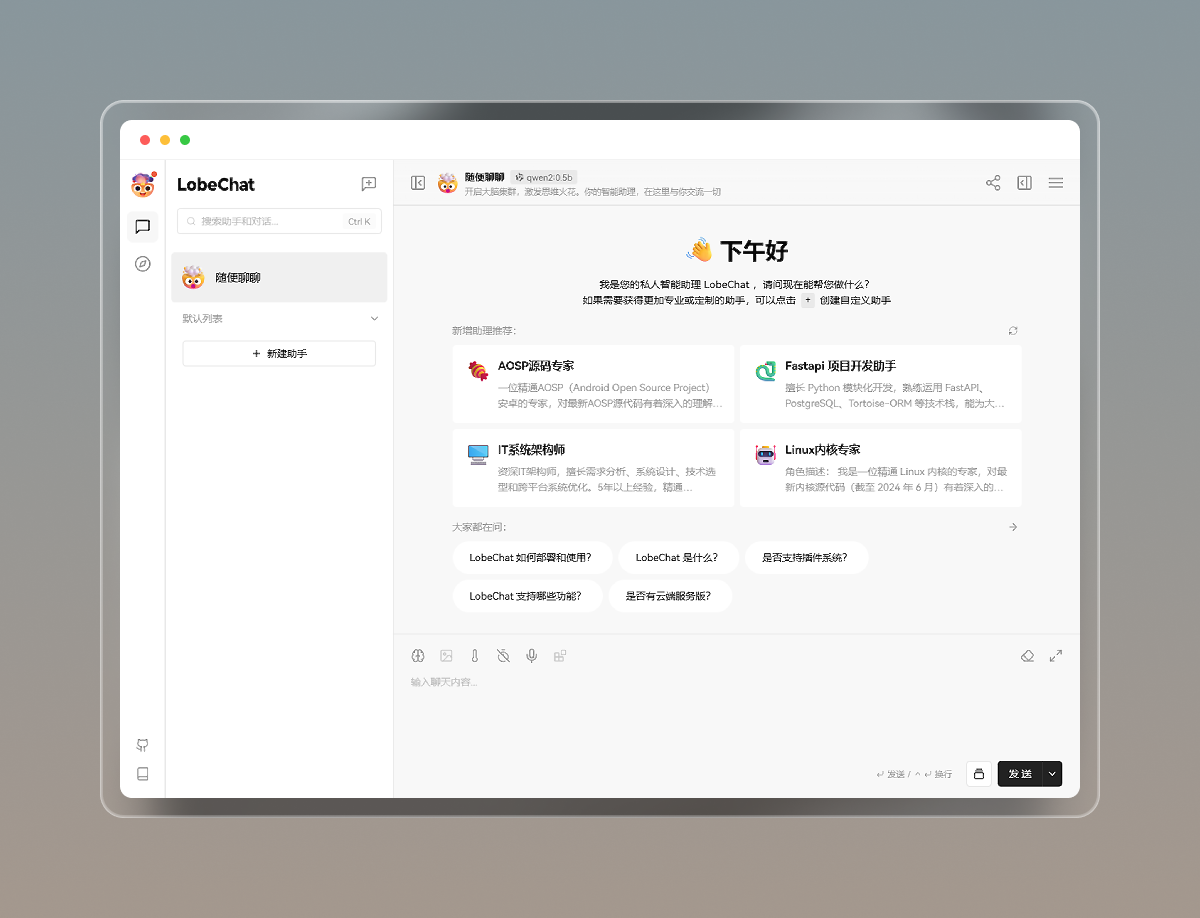 LobeChat
搜索助手和对话...
Ctrl K
随便聊聊
默认列表
+ 新建助手
随便聊聊
qwen2:0.5b
开启大脑集群，激发思维火花。你的智能助理，在这里与你交流一切
下午好
我是您的私人智能助理 LobeChat ，请问现在能帮您做什么？
如果需要获得更加专业或定制的助手，可以点击 + 创建自定义助手
新增助理推荐：
AOSP源码专家
一位精通AOSP（Android Open Source Project）
安卓的专家，对最新AOSP源代码有着深入的理解...
Fastapi 项目开发助手
擅长 Python 模块化开发，熟练运用 FastAPI、
PostgreSQL、Tortoise-ORM 等技术栈，能为大...
IT系统架构师
资深IT架构师，擅长需求分析、系统设计、技术选
型和跨平台系统优化。5年以上经验，精通...
Linux内核专家
角色描述： 我是一位精通 Linux 内核的专家，对最
新内核源代码（截至 2024 年 6 月）有着深入的...
大家都在问：
LobeChat 如何部署和使用？
LobeChat 是什么？
是否支持插件系统？
LobeChat 支持哪些功能？
是否有云端服务版？
输入聊天内容...
↵ 发送 / ^ ↵ 换行
发 送